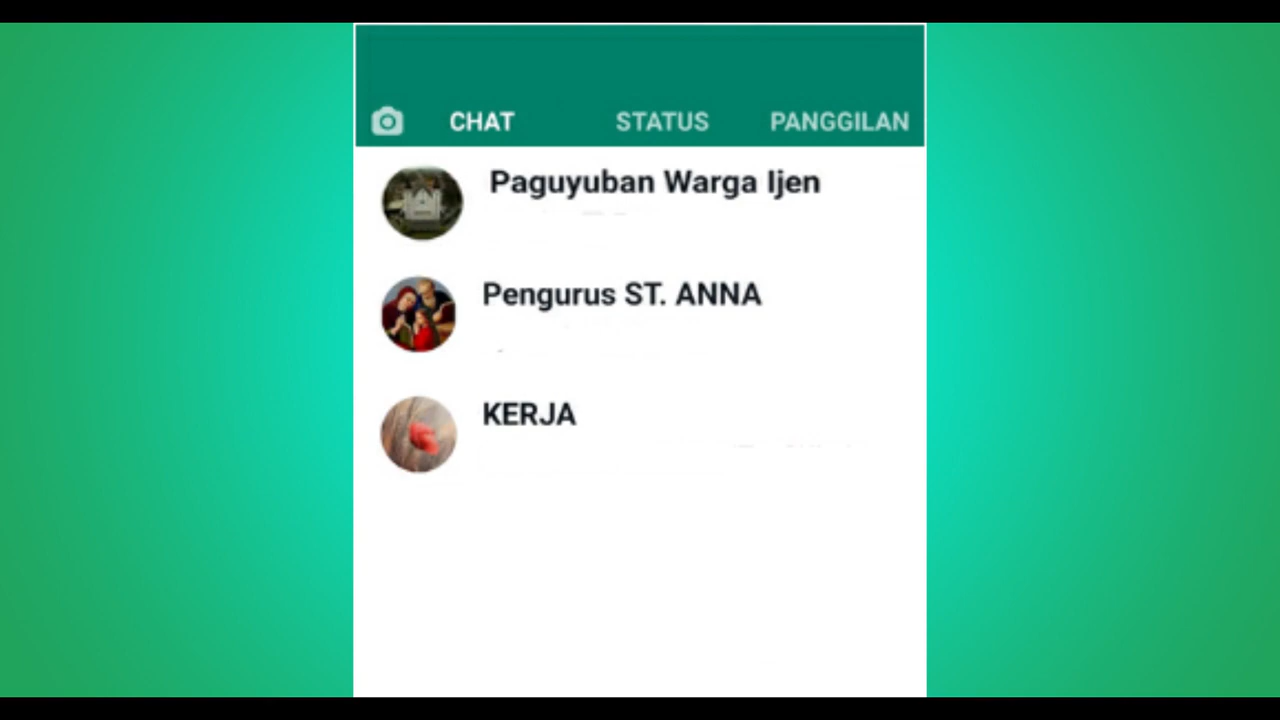 CHAT STATUS PANGGILAN
Paguyuban Warga Ijen
Pengurus ST. ANNA
KERJA